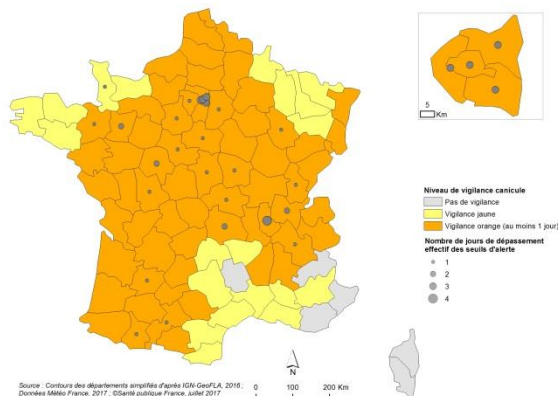 5
Km
Niveau de vigilance canicule
Pas de vigilance
Vigilance jaune
Vigilance orange (au moins 1 jour)
Nombre de jours de dépassement
effectif des seuils d'alerte
1
2
3
4
N
Source : Contours des départements simplifiés d'après IGN-GeoFLA, 2016 ;
Données Météo France, 2017 ; ©Santé publique France, juillet 2017
0 100 200 Km